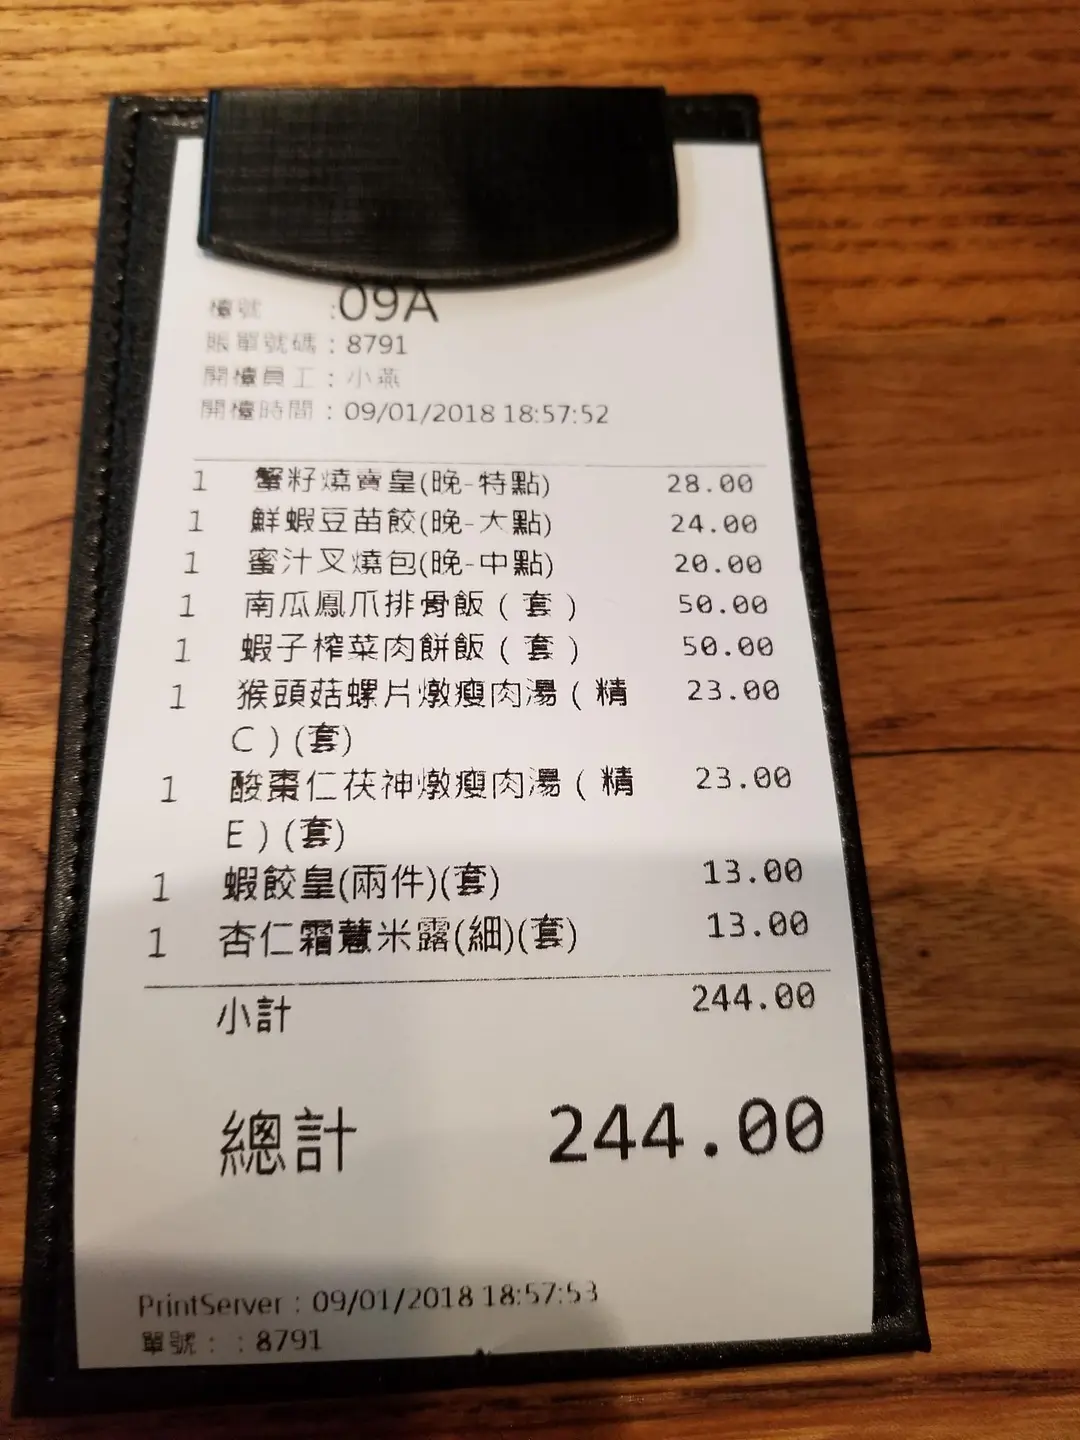 檯號 :09A
賬單號碼：8791
開檯員工：小燕
開檯時間：09/01/2018 18:57:52
1 蟹籽燒賣皇(晚-特點) 28.00
1 鮮蝦豆苗餃(晚-大點) 24.00
1 蜜汁叉燒包(晚-中點) 20.00
1 南瓜鳳爪排骨飯（套） 50.00
1 蝦子榨菜肉餅飯（套） 50.00
1 猴頭菇螺片燉瘦肉湯（精 23.00
C）(套)
1 酸棗仁茯神燉瘦肉湯（精 23.00
E）(套)
1 蝦餃皇(兩件)(套) 13.00
1 杏仁霜薏米露(細)(套) 13.00
小計 244.00
總計 244.00
PrintServer：09/01/2018 18:57:53
單號：：8791